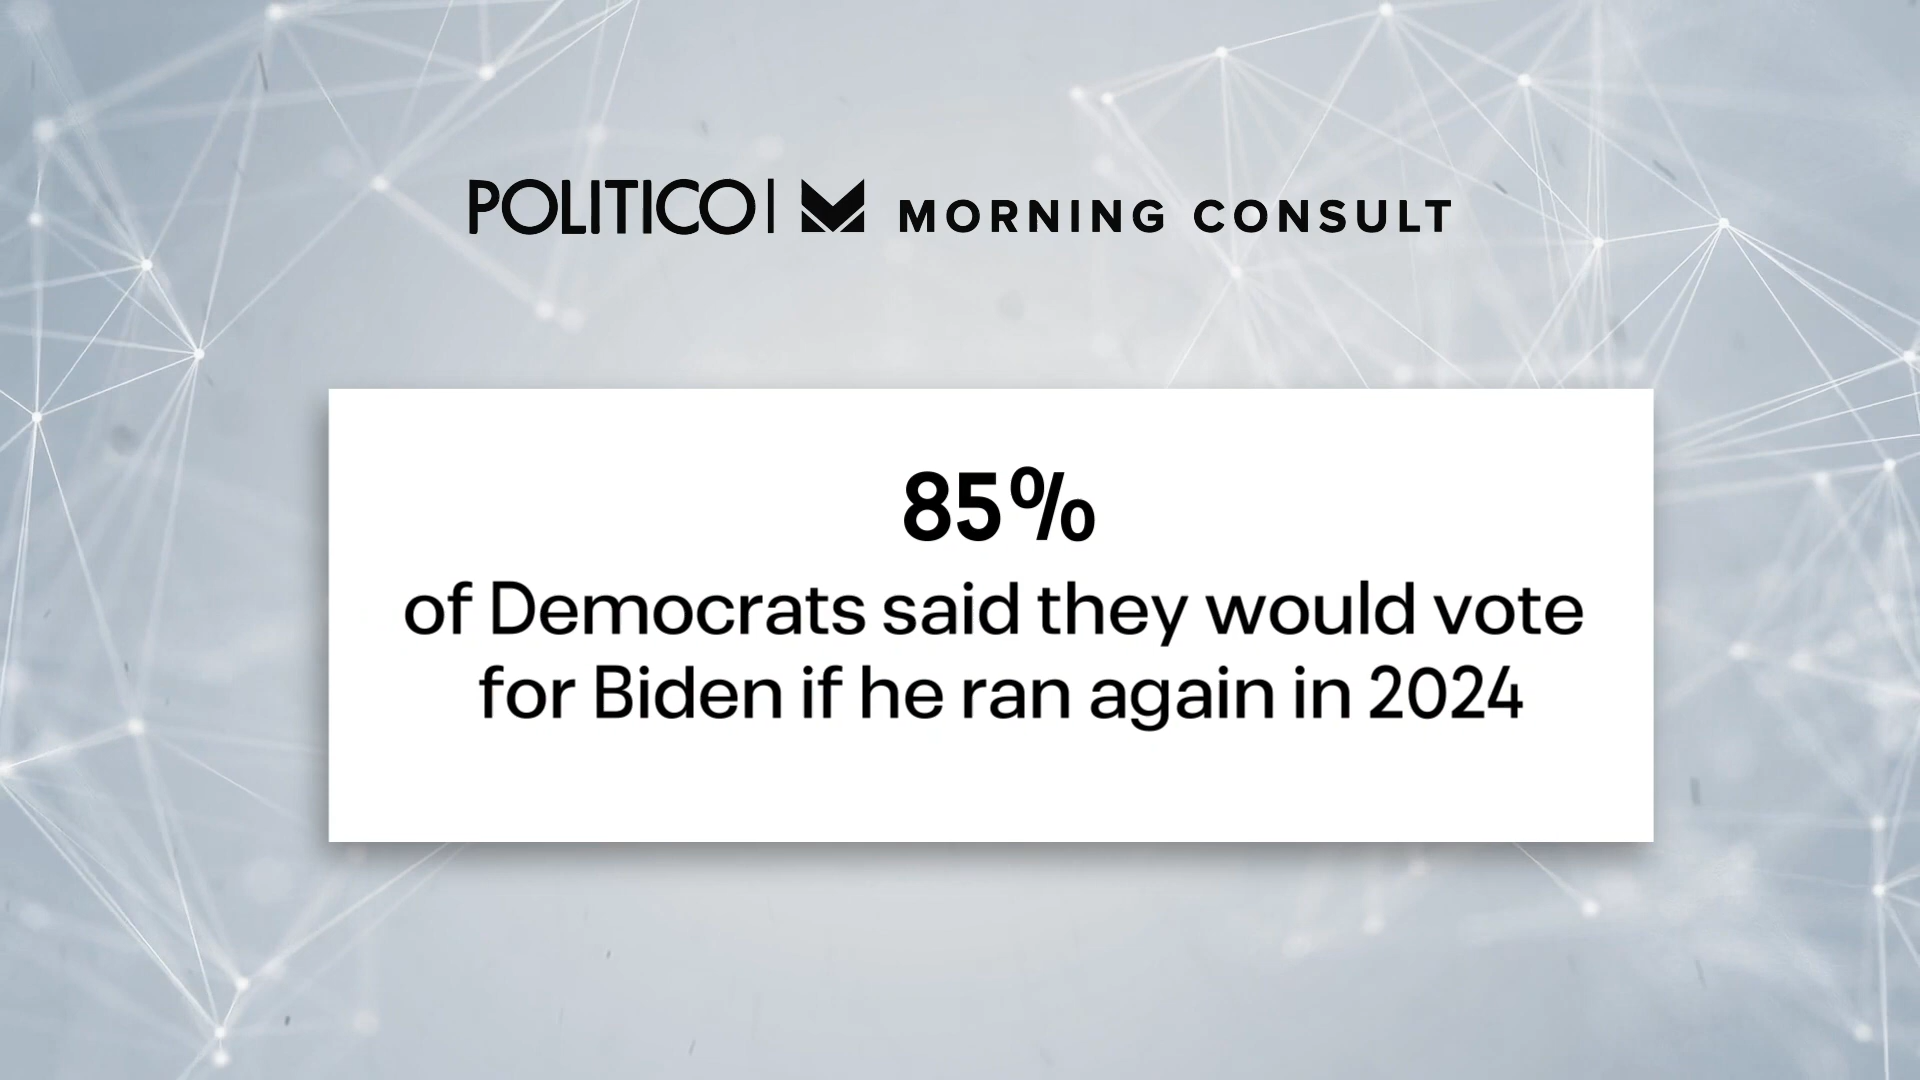 POLITICO | MORNING CONSULT
85%
of Democrats said they would vote
for Biden if he ran again in 2024